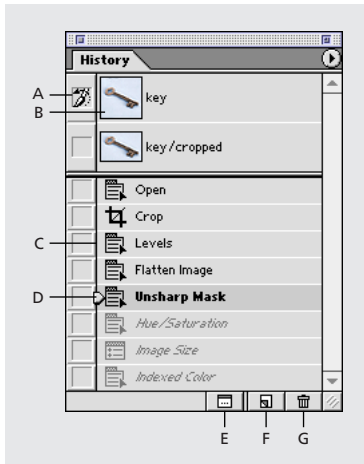 History
A
B
key
key/cropped
Open
Crop
C
Levels
Flatten Image
D
Unsharp Mask
Hue/Saturation
Image Size
Indexed Color
E F G